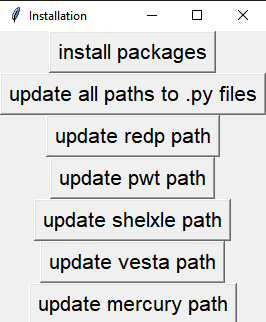 Installation
install packages
update all paths to .py files
update redp path
update pwt path
update shelxle path
update vesta path
update mercury path